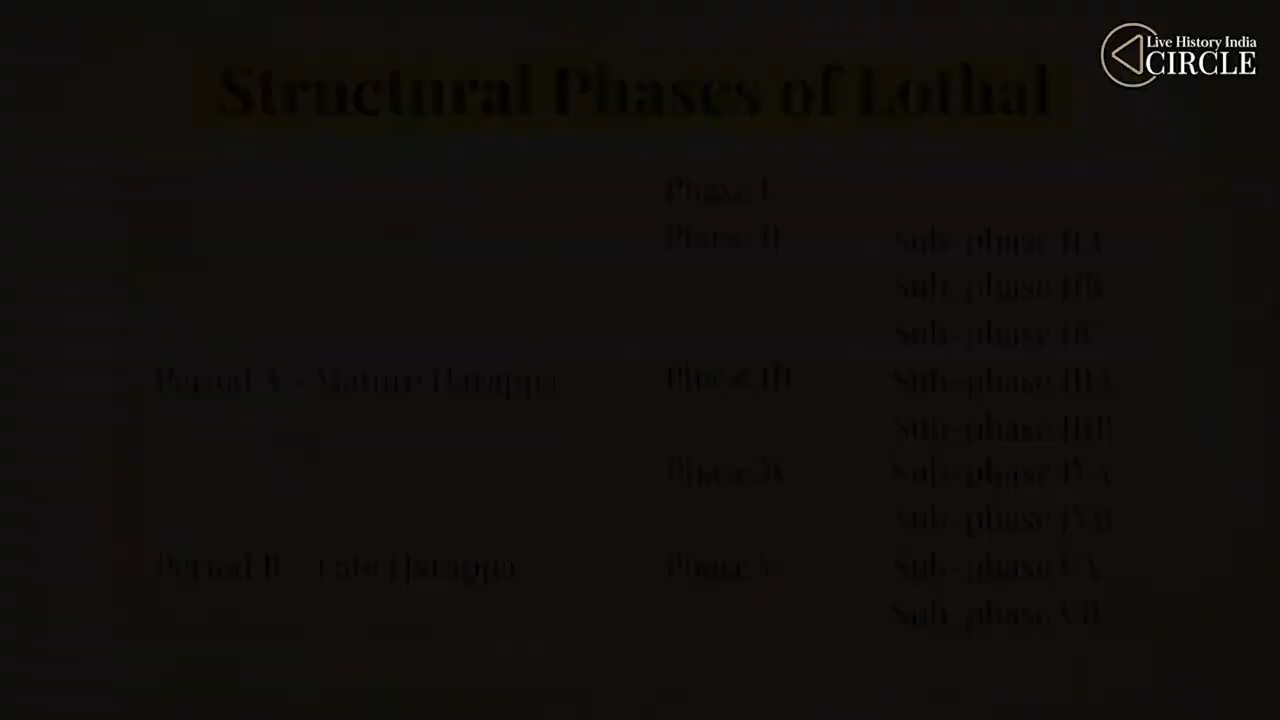 Live History India
CIRCLE
Structural Phases of Lothal
Phase I
Phase II Sub-phase IIA
Sub-phase IIB
Sub-phase IIC
Period A - Mature Harappa Phase III Sub-phase IIIA
Sub-phase IIIB
Phase IV Sub-phase IVA
Sub-phase IVB
Period B - Late Harappa Phase V Sub-phase VA
Sub-phase VB